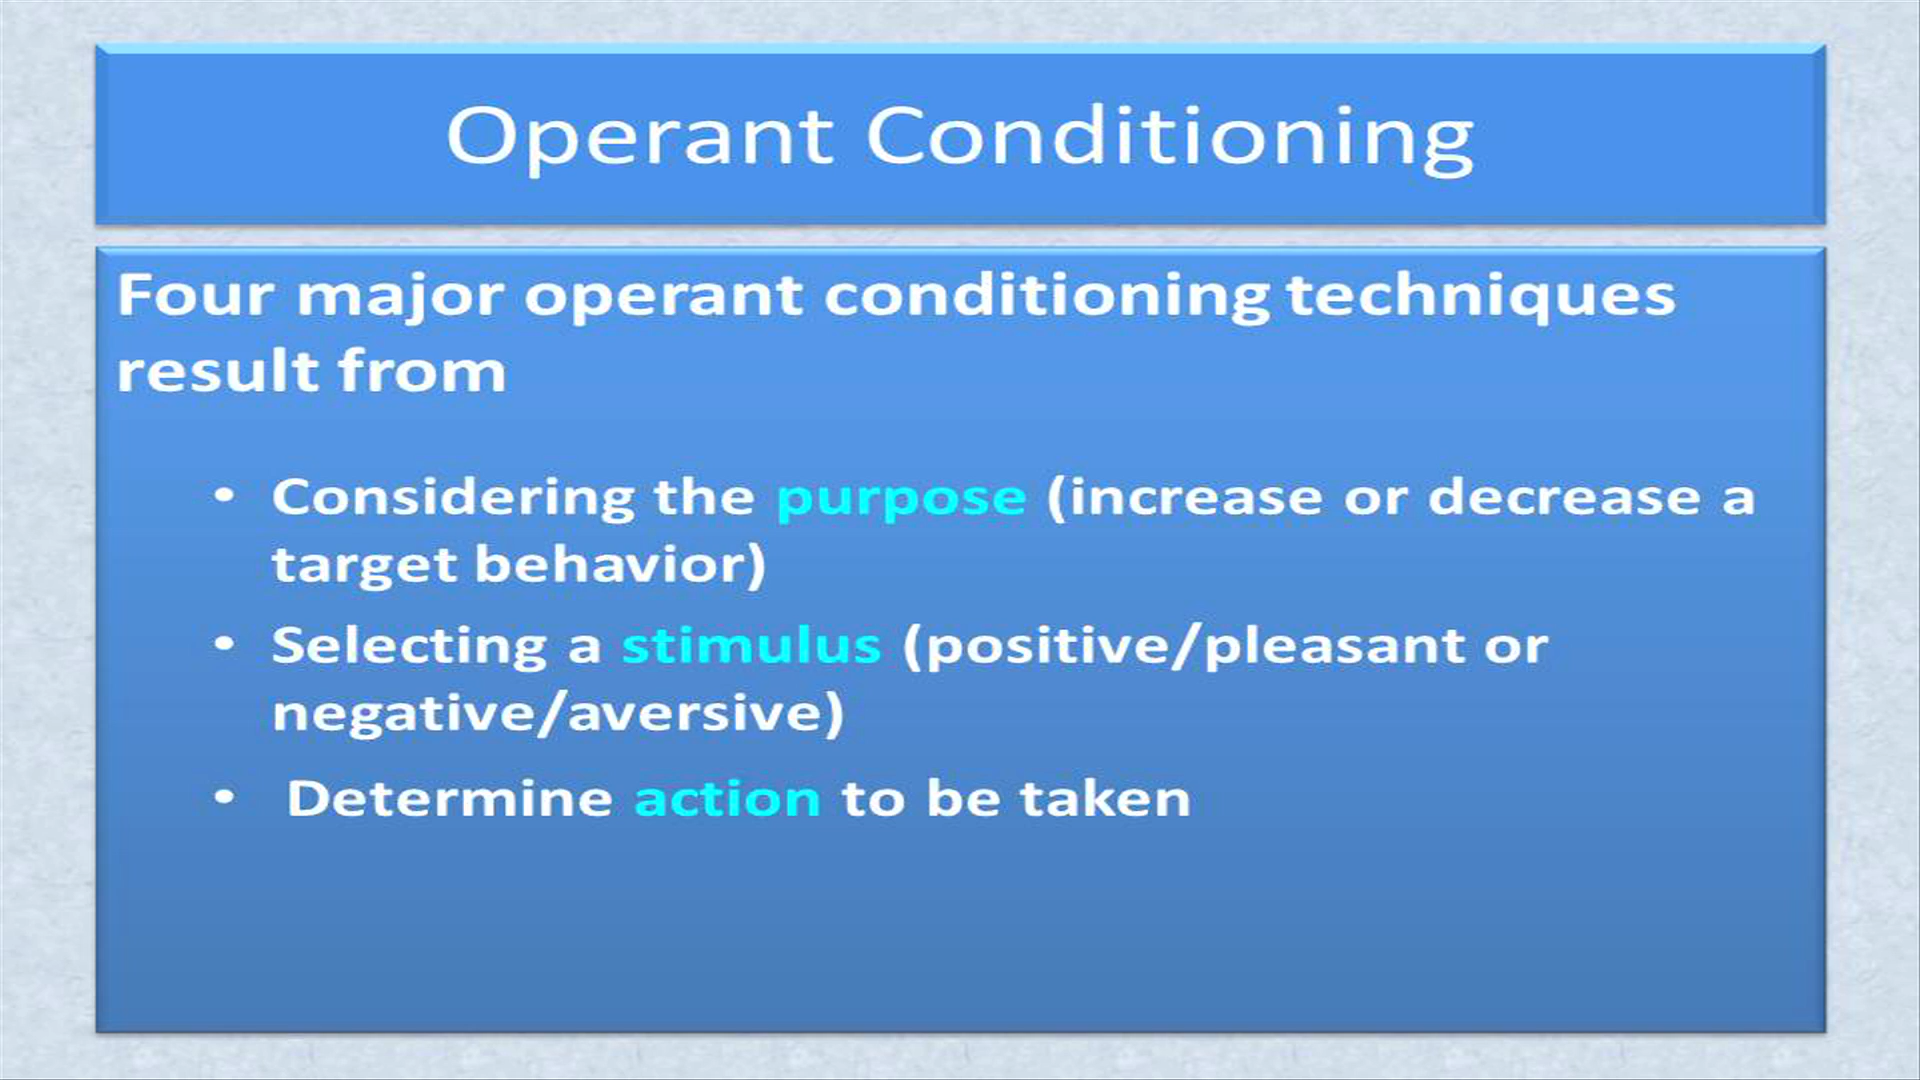 Operant Conditioning
Four major operant conditioning techniques
result from
• Considering the purpose (increase or decrease a
target behavior)
• Selecting a stimulus (positive/pleasant or
negative/aversive)
• Determine action to be taken